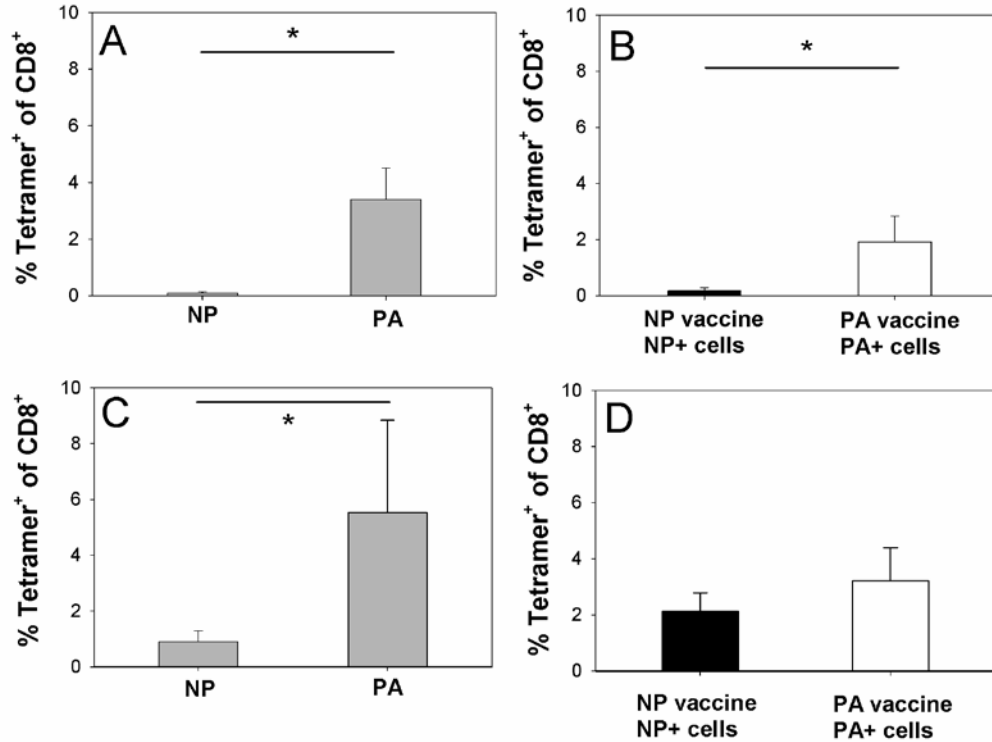 A
% Tetramer⁺ of CD8⁺
10
8
6
4
2
0
*
NP
PA
B
% Tetramer⁺ of CD8⁺
10
8
6
4
2
0
*
NP vaccine
NP+ cells
PA vaccine
PA+ cells
C
% Tetramer⁺ of CD8⁺
10
8
6
4
2
0
*
NP
PA
D
% Tetramer⁺ of CD8⁺
10
8
6
4
2
0
NP vaccine
NP+ cells
PA vaccine
PA+ cells